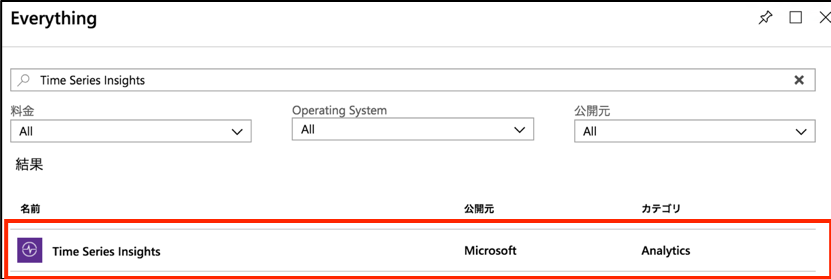 Everything
Time Series Insights
料金 Operating System 公開元
All All All
結果
名前 公開元 カテゴリ
Time Series Insights Microsoft Analytics